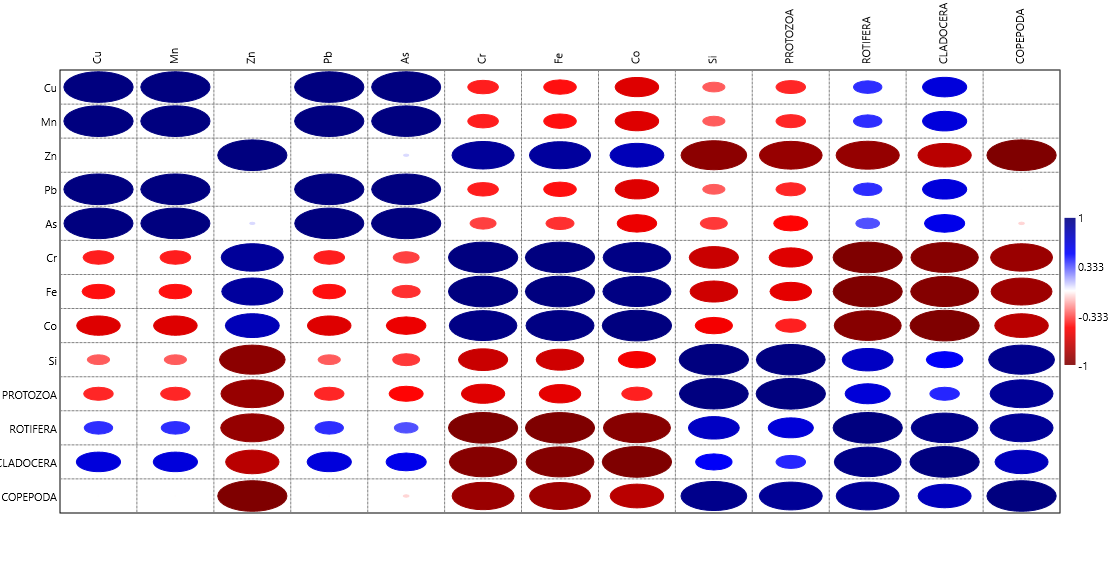 Cu Mn Zn Pb As Cr Fe Co Si PROTOZOA ROTIFERA CLADOCERA COPEPODA
Cu
Mn
Zn
Pb
As
Cr
Fe
Co
Si
PROTOZOA
ROTIFERA
CLADOCERA
COPEPODA
1
0.333
-0.333
-1